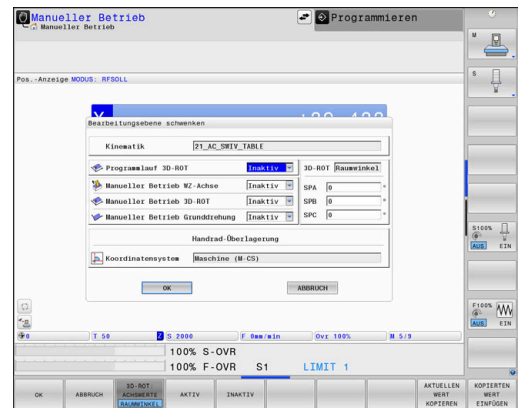 Manueller Betrieb
Manueller Betrieb
Programmieren
Pos.-Anzeige MODUS: RFSOLL
M
S
Bearbeitungsebene schwenken
Kinematik 21_AC_SWIV_TABLE
Programmlauf 3D-ROT Inaktiv 3D-ROT Raumwinkel
Manueller Betrieb WZ-Achse Inaktiv SPA 0 °
Manueller Betrieb 3D-ROT Inaktiv SPB 0 °
Manueller Betrieb Grunddrehung Inaktiv SPC 0 °
Handrad-Überlagerung
Koordinatensystem Maschine (M-CS)
OK ABBRUCH
S100%
AUS EIN
F100%
AUS EIN
0 T 50 Z S 2000 F 0mm/min Ovr 100% M 5/9
100% S-OVR
100% F-OVR S1 LIMIT 1
OK ABBRUCH 3D-ROT ACHSWERTE RAUMWINKEL AKTIV INAKTIV AKTUELLEN WERT KOPIEREN KOPIERTEN WERT EINFÜGEN